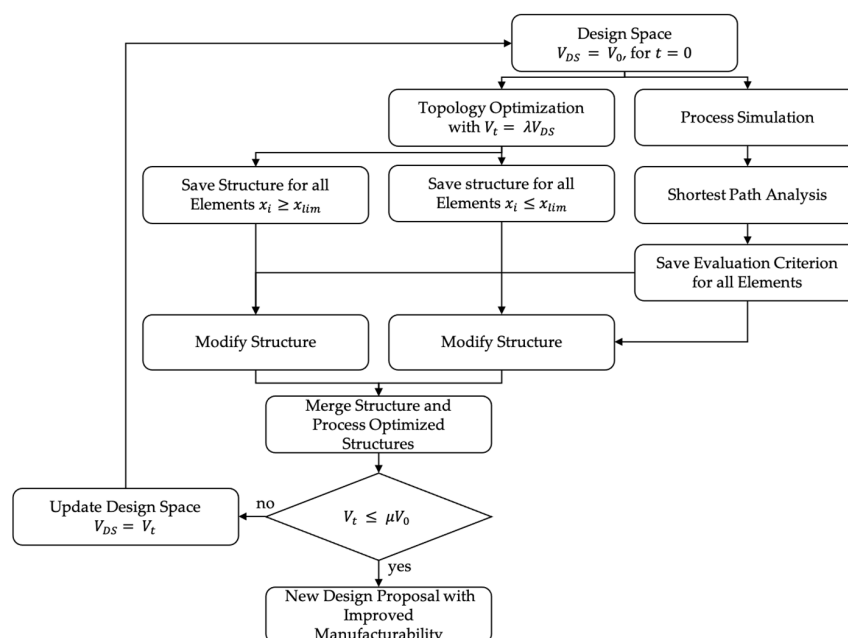 Design Space
V_DS = V_0, for t = 0
Topology Optimization
with V_t = λV_DS
Process Simulation
Save Structure for all
Elements x_i ≥ x_lim
Save structure for all
Elements x_i ≤ x_lim
Shortest Path Analysis
Save Evaluation Criterion
for all Elements
Modify Structure
Modify Structure
Merge Structure and
Process Optimized
Structures
Update Design Space
V_DS = V_t
no
V_t ≤ μV_0
yes
New Design Proposal with
Improved
Manufacturability